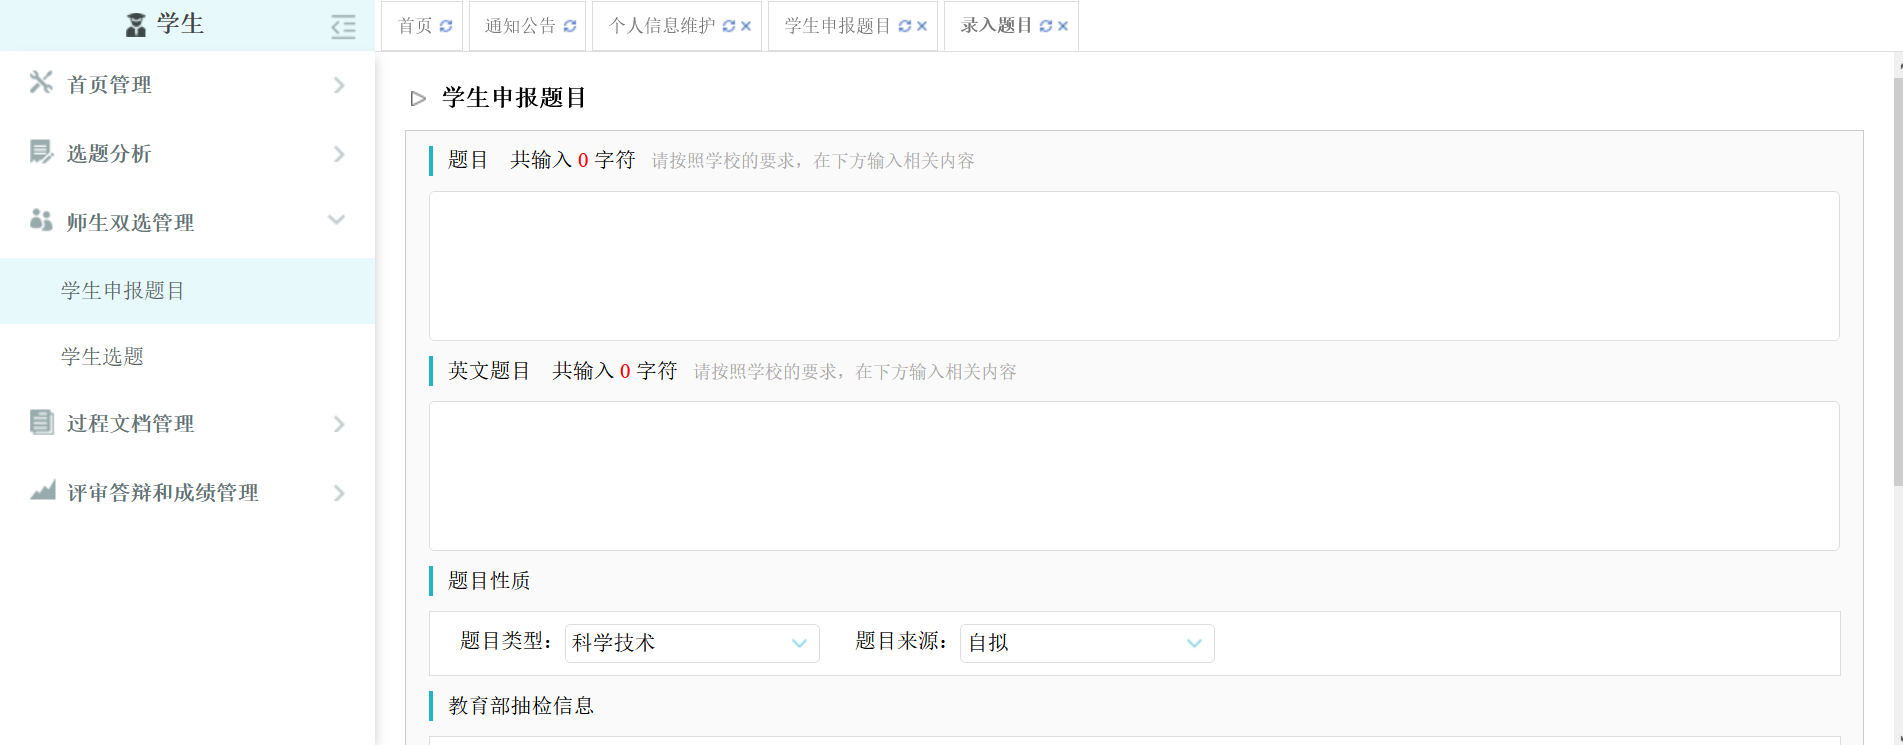 学生
首页
通知公告
个人信息维护
学生申报题目
录入题目
首页管理
选题分析
师生双选管理
学生申报题目
学生选题
过程文档管理
评审答辩和成绩管理
学生申报题目
题目 共输入 0 字符 请按照学校的要求，在下方输入相关内容
英文题目 共输入 0 字符 请按照学校的要求，在下方输入相关内容
题目性质
题目类型： 科学技术 题目来源： 自拟
教育部抽检信息